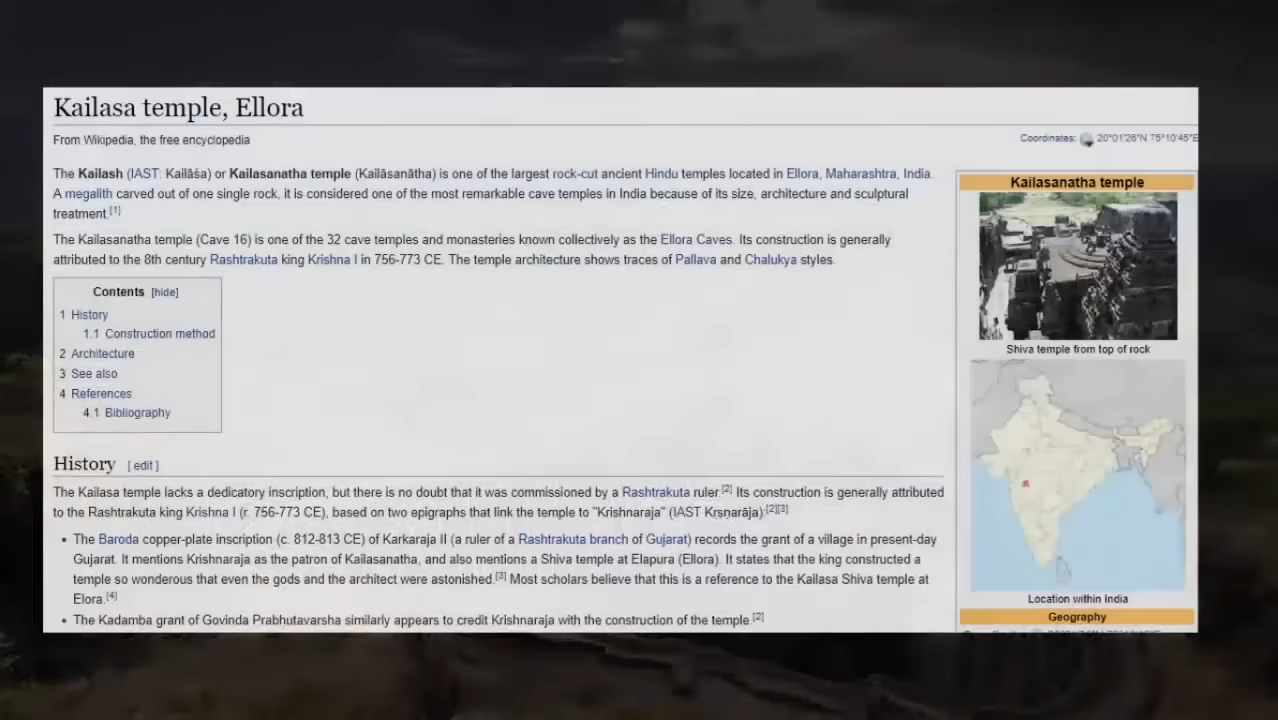 Kailasa temple, Ellora
From Wikipedia, the free encyclopedia
Coordinates: 20°01'26"N 75°10'45"E
The Kailash (IAST: Kailāśa) or Kailasanatha temple (Kailāsanātha) is one of the largest rock-cut ancient Hindu temples located in Ellora, Maharashtra, India.
A megalith carved out of one single rock, it is considered one of the most remarkable cave temples in India because of its size, architecture and sculptural
treatment.[1]
The Kailasanatha temple (Cave 16) is one of the 32 cave temples and monasteries known collectively as the Ellora Caves. Its construction is generally
attributed to the 8th century Rashtrakuta king Krishna I in 756-773 CE. The temple architecture shows traces of Pallava and Chalukya styles.
Contents [hide]
1 History
1.1 Construction method
2 Architecture
3 See also
4 References
4.1 Bibliography
History [ edit ]
The Kailasa temple lacks a dedicatory inscription, but there is no doubt that it was commissioned by a Rashtrakuta ruler.[2] Its construction is generally attributed
to the Rashtrakuta king Krishna I (r. 756-773 CE), based on two epigraphs that link the temple to "Krishnaraja" (IAST Kṛṣṇarāja):[2][3]
• The Baroda copper-plate inscription (c. 812-813 CE) of Karkaraja II (a ruler of a Rashtrakuta branch of Gujarat) records the grant of a village in present-day
Gujarat. It mentions Krishnaraja as the patron of Kailasanatha, and also mentions a Shiva temple at Elapura (Ellora). It states that the king constructed a
temple so wonderous that even the gods and the architect were astonished.[3] Most scholars believe that this is a reference to the Kailasa Shiva temple at
Elora.[4]
• The Kadamba grant of Govinda Prabhutavarsha similarly appears to credit Krishnaraja with the construction of the temple.[2]
Kailasanatha temple
Shiva temple from top of rock
Location within India
Geography